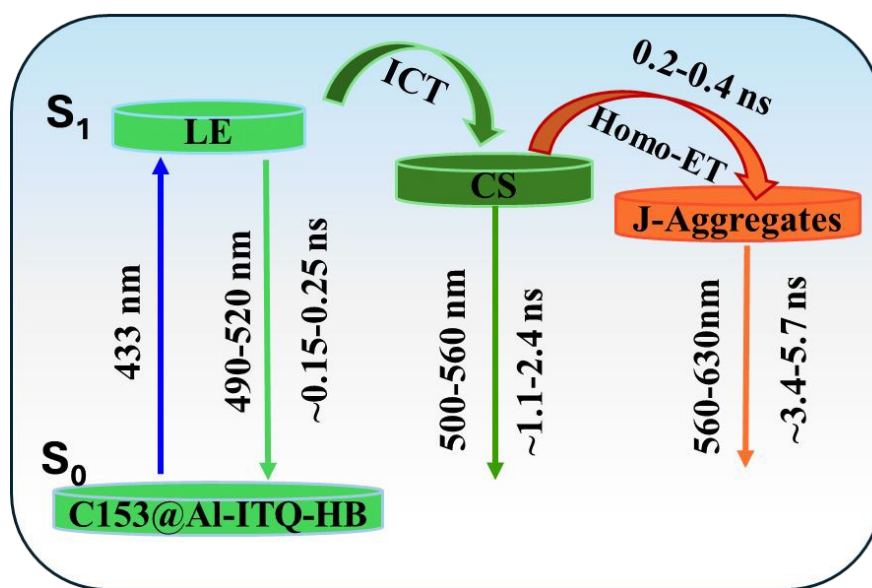 S1
LE
ICT
0.2-0.4 ns
Homo-ET
CS
J-Aggregates
433 nm
490-520 nm
~0.15-0.25 ns
500-560 nm
~1.1-2.4 ns
560-630nm
~3.4-5.7 ns
S0
C153@Al-ITQ-HB